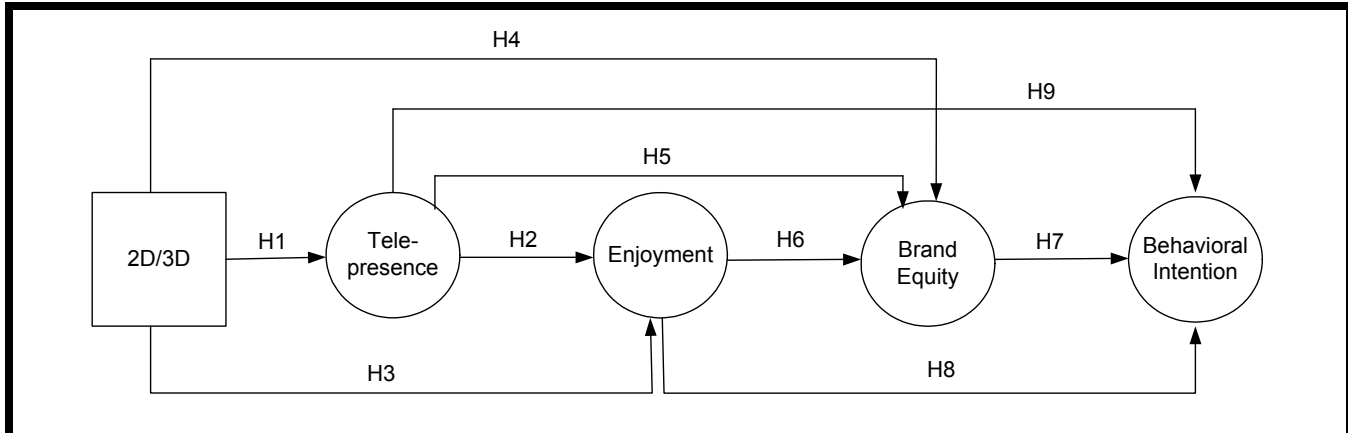 H4
H9
H5
2D/3D
H1
Tele-
presence
H2
Enjoyment
H6
Brand
Equity
H7
Behavioral
Intention
H3
H8